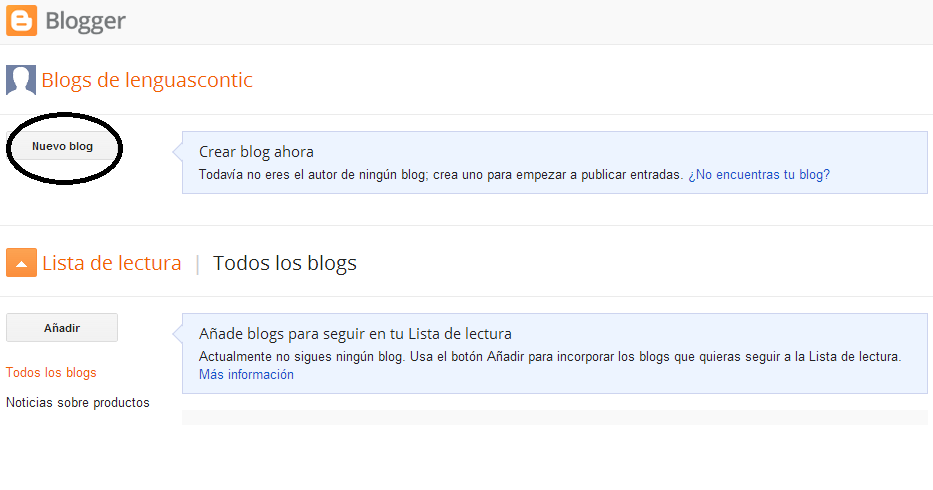 Blogger
Blogs de lenguascontic
Nuevo blog
Crear blog ahora
Todavía no eres el autor de ningún blog; crea uno para empezar a publicar entradas. ¿No encuentras tu blog?
Lista de lectura | Todos los blogs
Añadir
Añade blogs para seguir en tu Lista de lectura
Actualmente no sigues ningún blog. Usa el botón Añadir para incorporar los blogs que quieras seguir a la Lista de lectura.
Más información
Todos los blogs
Noticias sobre productos